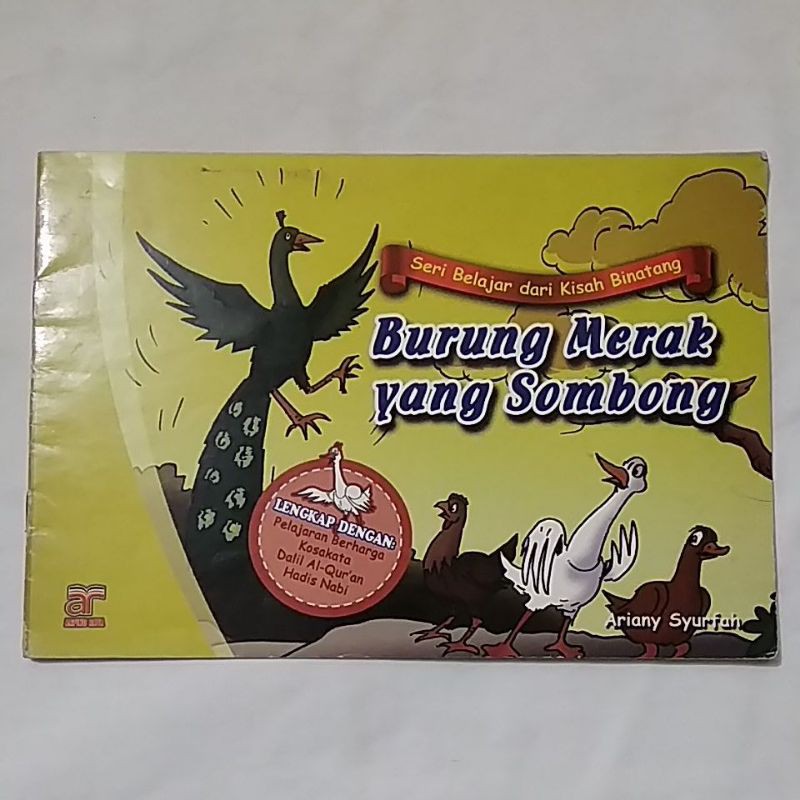 Seri Belajar dari Kisah Binatang
Burung Merak
yang Sombong
LENGKAP DENGAN:
Pelajaran Berharga
Kosakata
Dalil Al-Qur'an
Hadis Nabi
Ariany Syurfah
ar